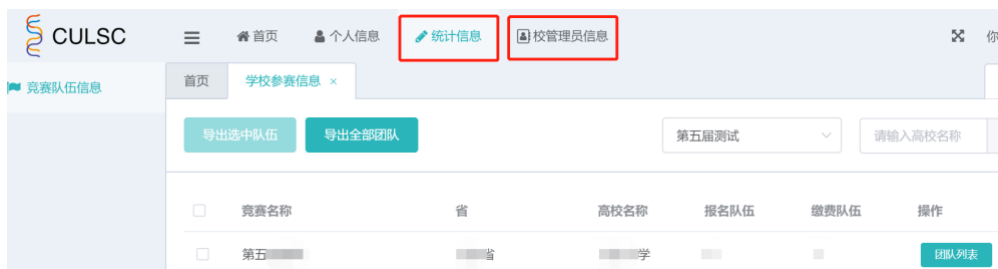 CULSC 首页 个人信息 统计信息 校管理员信息 你
竞赛队伍信息 首页 学校参赛信息 ×
导出选中队伍 导出全部团队 第五届测试 请输入高校名称
竞赛名称 省 高校名称 报名队伍 缴费队伍 操作
第五 省 学 团队列表